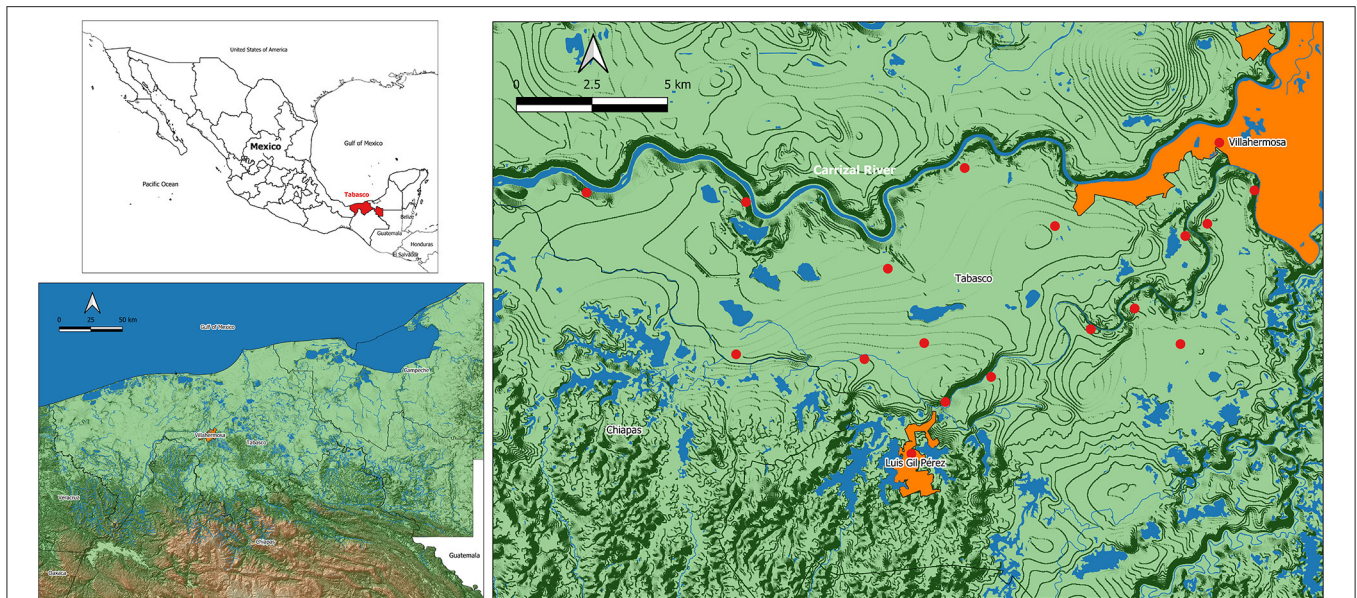 United States of America
Mexico
Gulf of Mexico
Pacific Ocean
Tabasco
Belize
Guatemala
Honduras
El Salvador
0 25 50 km
Gulf of Mexico
Campeche
Villahermosa
Tabasco
Veracruz
Chiapas
Oaxaca
Guatemala
0 2.5 5 km
Villahermosa
Carrizal River
Tabasco
Chiapas
Luis Gil Pérez